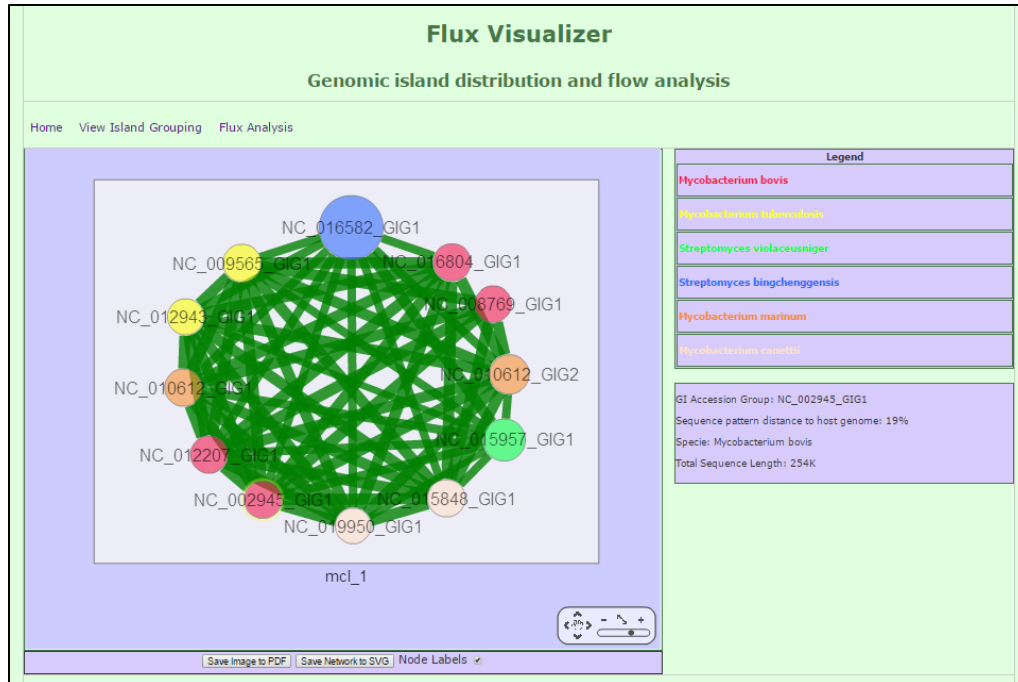 Flux Visualizer
Genomic island distribution and flow analysis
Home View Island Grouping Flux Analysis
NC_016582_GIG1
NC_009565_GIG1
NC_016804_GIG1
NC_008769_GIG1
NC_012943_GIG1
NC_010612_GIG2
NC_010612_GIG1
NC_015957_GIG1
NC_012207_GIG1
NC_002945_GIG1
NC_015848_GIG1
NC_019950_GIG1
mcl_1
Save Image to PDF Save Network to SVG Node Labels
Legend
Mycobacterium bovis
Mycobacterium tuberculosis
Streptomyces violaceusniger
Streptomyces bingchenggensis
Mycobacterium marinum
Mycobacterium canettii
GI Accession Group: NC_002945_GIG1
Sequence pattern distance to host genome: 19%
Specie: Mycobacterium bovis
Total Sequence Length: 254K